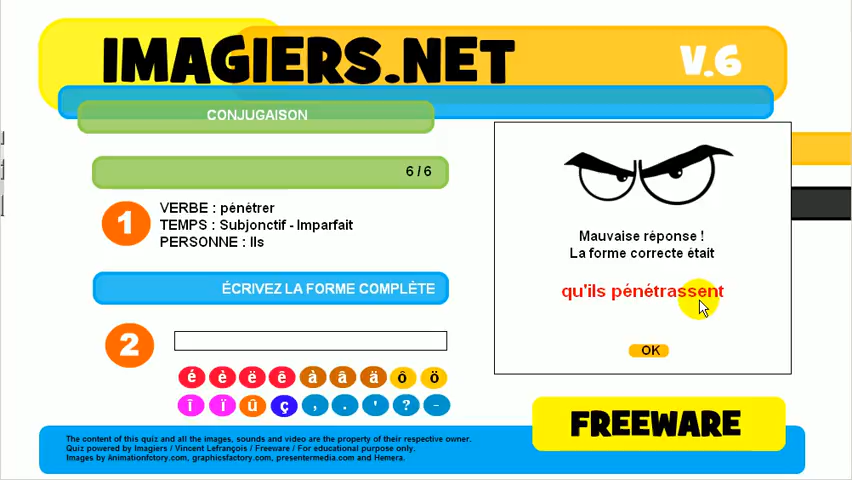 IMAGIERS.NET
V.6
CONJUGAISON
6 / 6
1
VERBE : pénétrer
TEMPS : Subjonctif - Imparfait
PERSONNE : Ils
ÉCRIVEZ LA FORME COMPLÈTE
2
é è ë ê à â ä ô ö
î ï û ç , . ' ? -
Mauvaise réponse !
La forme correcte était
qu'ils pénétrassent
OK
FREEWARE
The content of this quiz and all the images, sounds and video are the property of their respective owner.
Quiz powered by Imagiers / Vincent Lefrançois / Freeware / For educational purpose only.
Images by Animationfctory.com, graphicsfactory.com, presentermedia.com and Hemera.